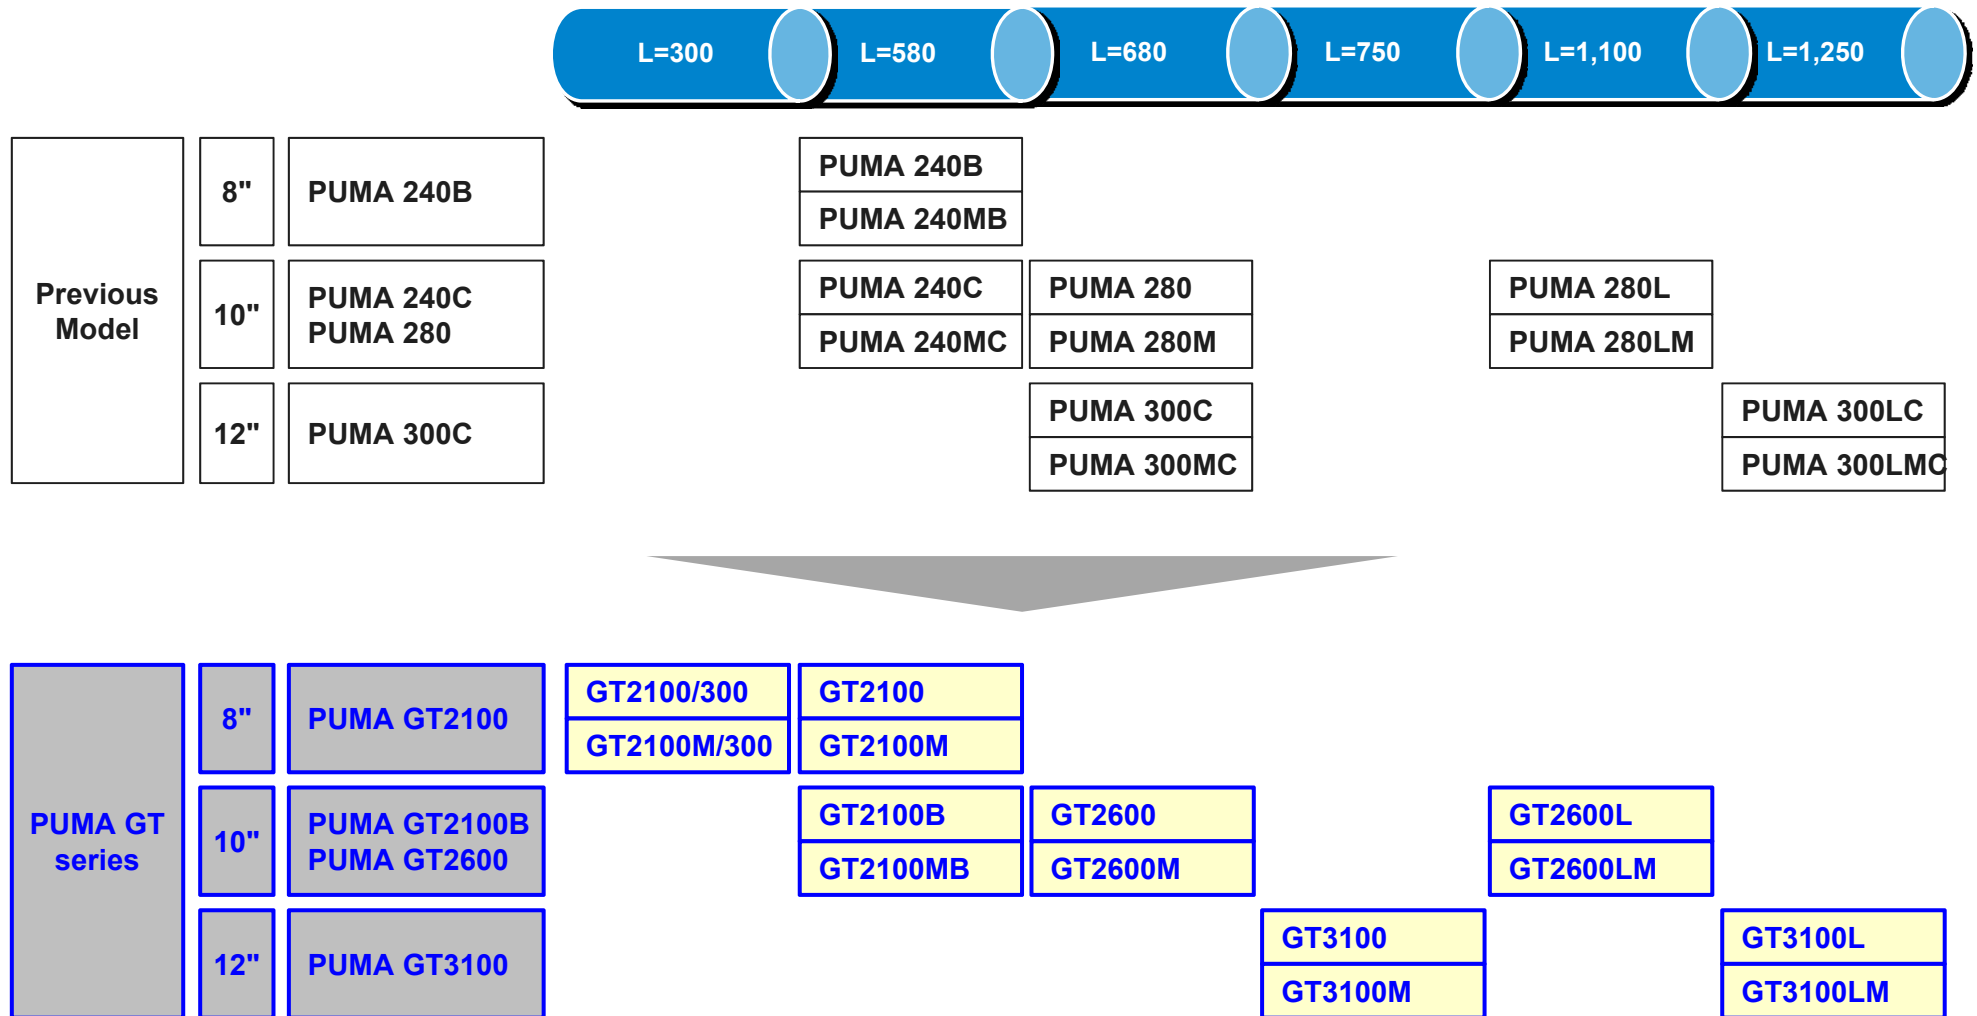 L=300
L=580
L=680
L=750
L=1,100
L=1,250
Previous
Model
8"
PUMA 240B
PUMA 240B
PUMA 240MB
10"
PUMA 240C
PUMA 280
PUMA 240C
PUMA 280
PUMA 280L
PUMA 240MC
PUMA 280M
PUMA 280LM
12"
PUMA 300C
PUMA 300C
PUMA 300LC
PUMA 300MC
PUMA 300LMC
PUMA GT
series
8"
PUMA GT2100
GT2100/300
GT2100
GT2100M/300
GT2100M
10"
PUMA GT2100B
PUMA GT2600
GT2100B
GT2600
GT2600L
GT2100MB
GT2600M
GT2600LM
12"
PUMA GT3100
GT3100
GT3100L
GT3100M
GT3100LM